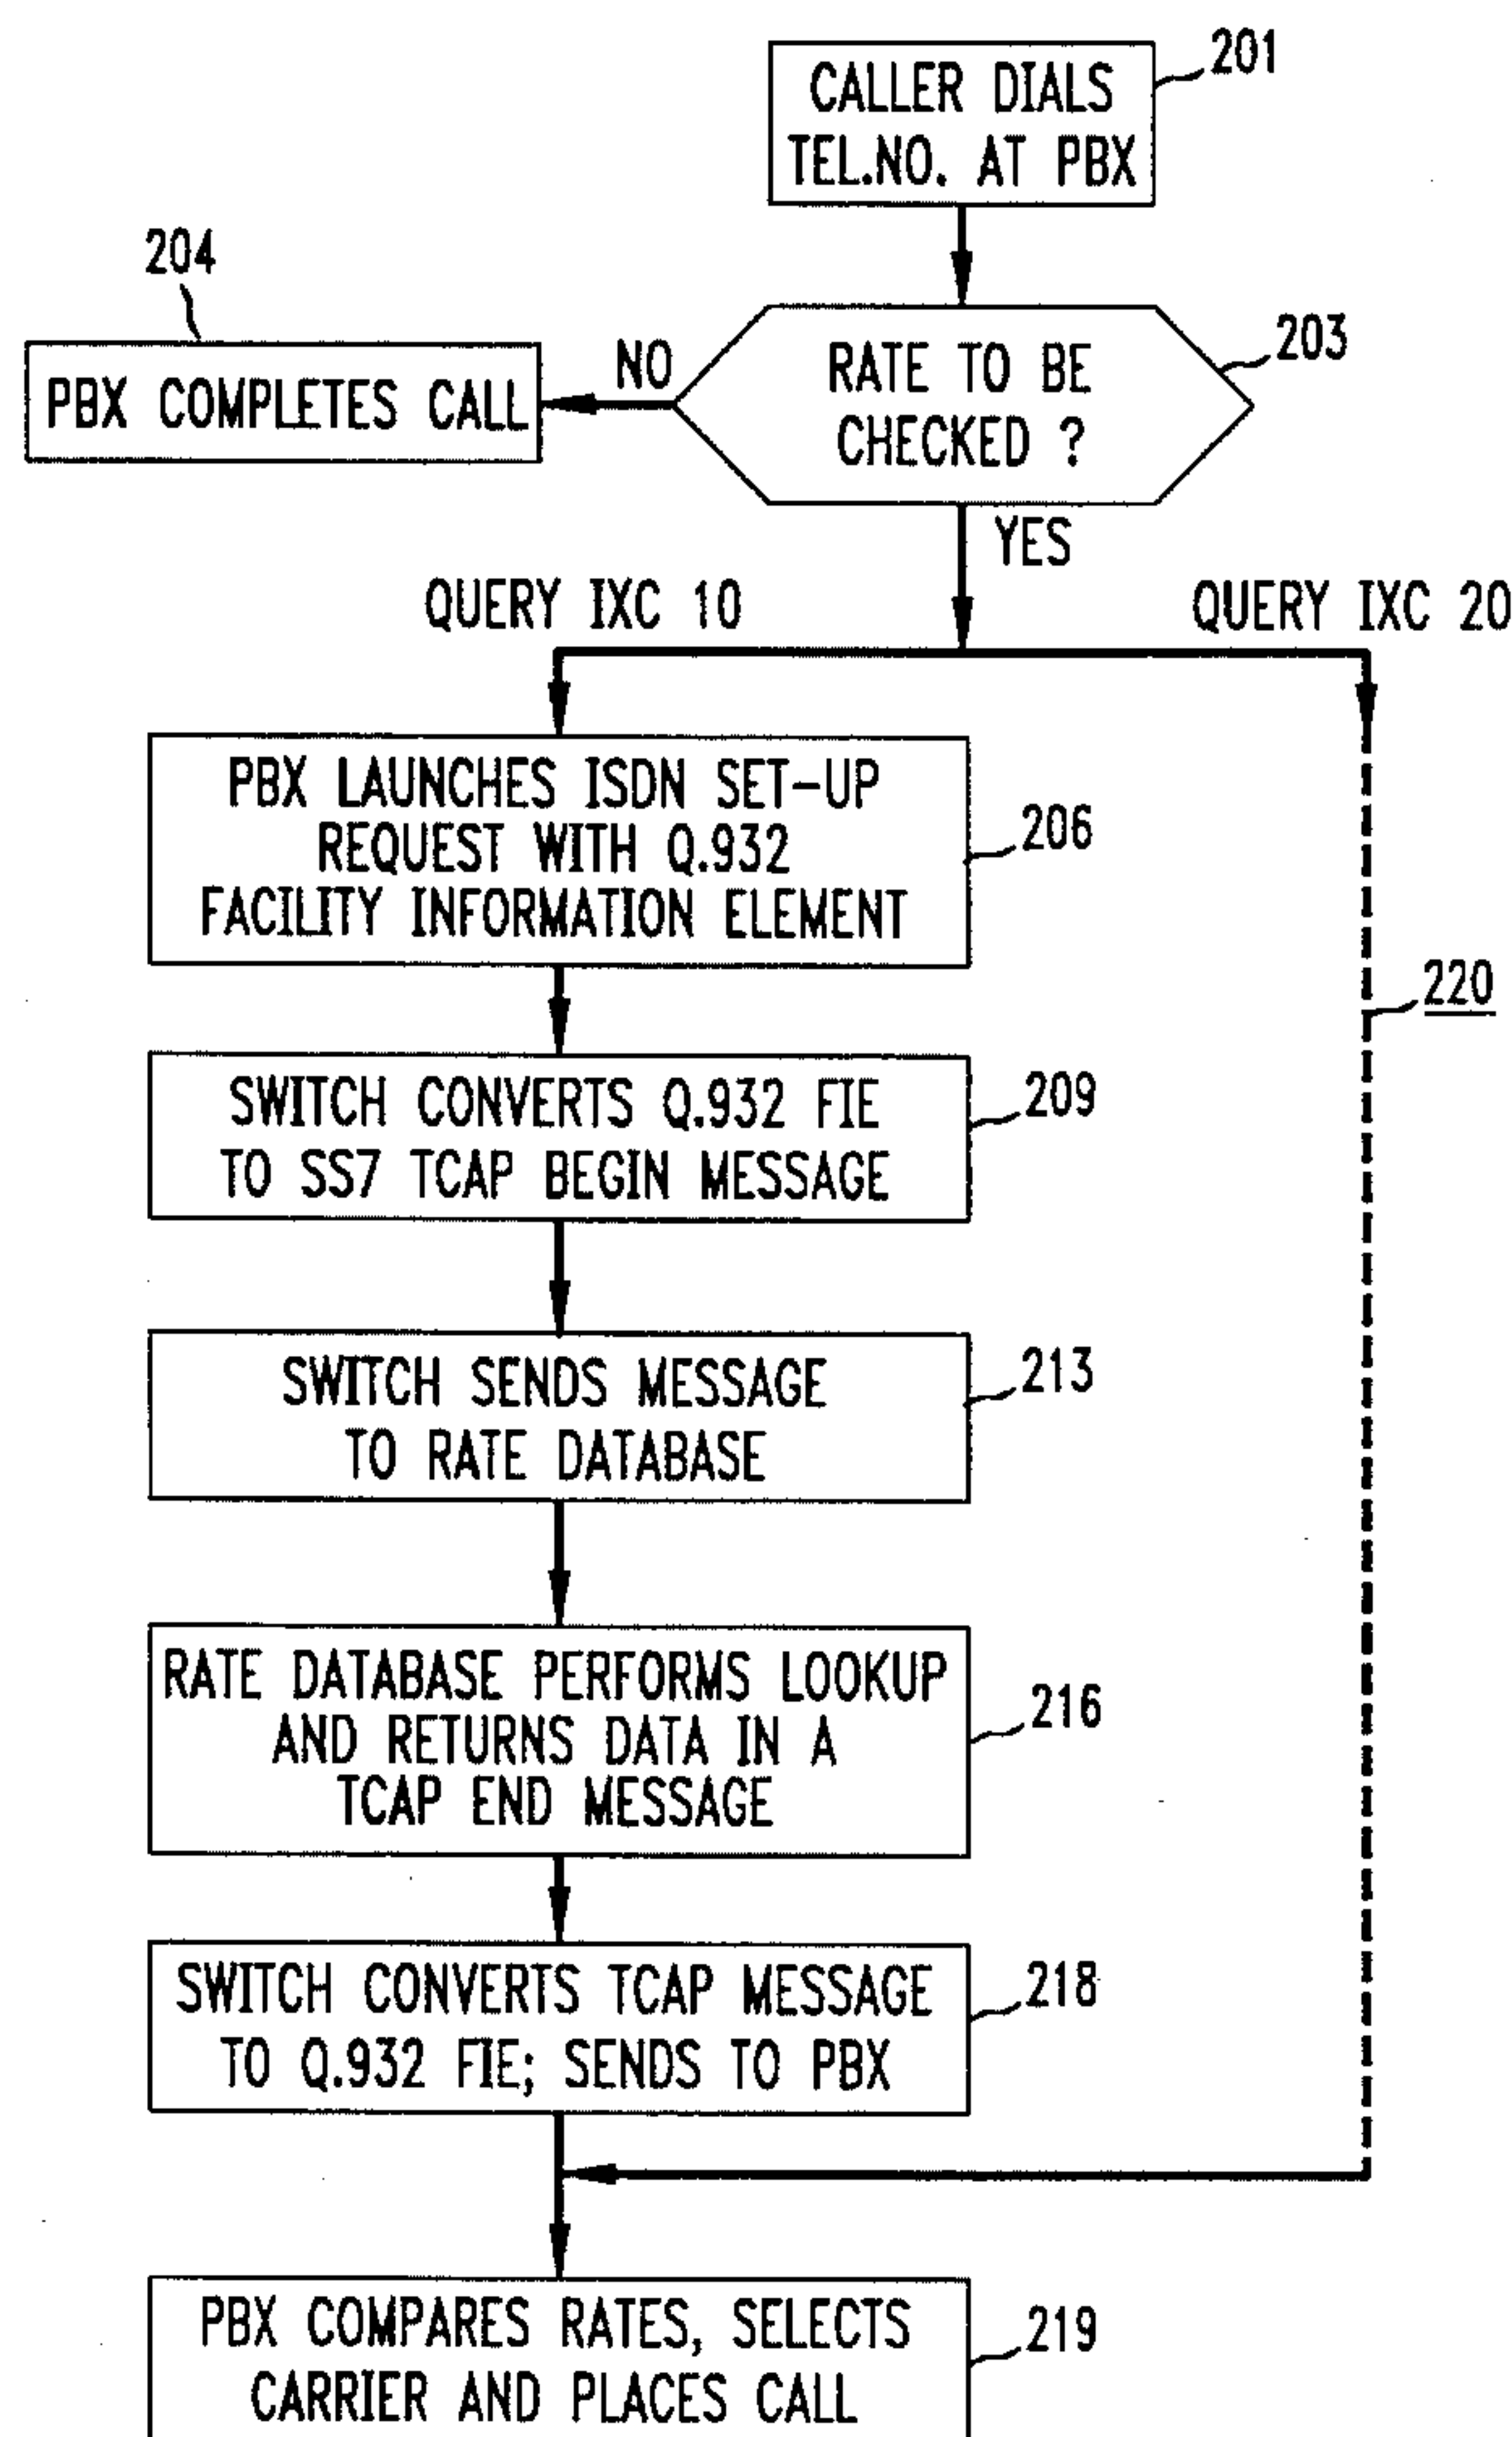 201
CALLER DIALS
TEL.NO. AT PBX
204
PBX COMPLETES CALL
NO
RATE TO BE
CHECKED ?
203
YES
QUERY IXC 10
QUERY IXC 20
PBX LAUNCHES ISDN SET-UP
REQUEST WITH Q.932
FACILITY INFORMATION ELEMENT
206
220
SWITCH CONVERTS Q.932 FIE
TO SS7 TCAP BEGIN MESSAGE
209
SWITCH SENDS MESSAGE
TO RATE DATABASE
213
RATE DATABASE PERFORMS LOOKUP
AND RETURNS DATA IN A
TCAP END MESSAGE
216
SWITCH CONVERTS TCAP MESSAGE
TO Q.932 FIE; SENDS TO PBX
218
PBX COMPARES RATES, SELECTS
CARRIER AND PLACES CALL
219